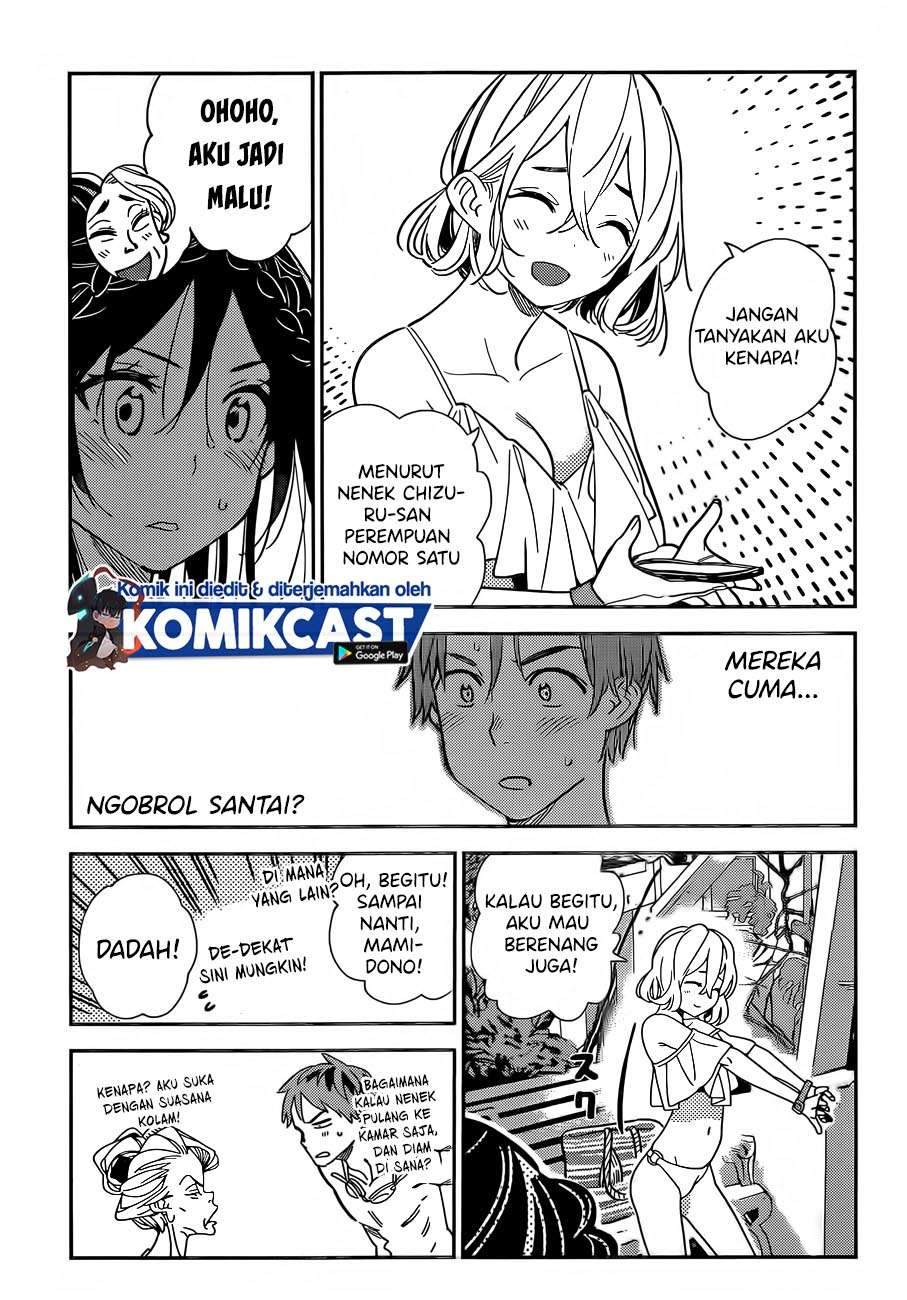 JANGAN
TANYAKAN AKU
KENAPA!
MENURUT
NENEK CHIZU-
RU-SAN
PEREMPUAN
NOMOR SATU
OHOHO,
AKU JADI
MALU!
Komik ini diedit & diterjemahkan oleh
KOMIKCAST
GET IT ON
Google Play
MEREKA
CUMA...
NGOBROL SANTAI?
KALAU BEGITU,
AKU MAU
BERENANG
JUGA!
スク
OH, BEGITU!
SAMPAI
NANTI,
MAMI-
DONO!
DI MANA
YANG LAIN?
DE-DEKAT
SINI MUNGKIN!
DADAH!
BAGAIMANA
KALAU NENEK
PULANG KE
KAMAR SAJA,
DAN DIAM
DI SANA?
KENAPA? AKU SUKA
DENGAN SUASANA
KOLAM!